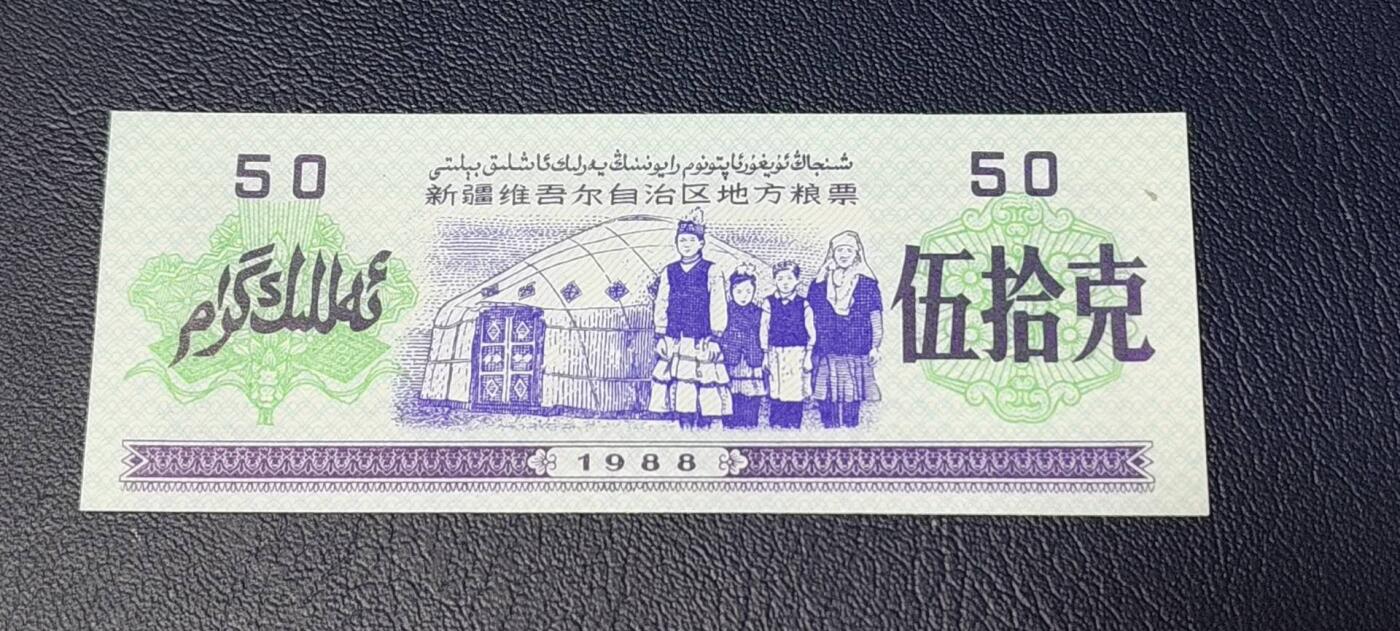 شىنجاڭ ئۇيغۇر ئاپتونوم رايونىنىڭ يەرلىك ئاشلىق بېلىتى
新疆维吾尔自治区地方粮票
50
50
ئەللىك گرام
伍拾克
1988